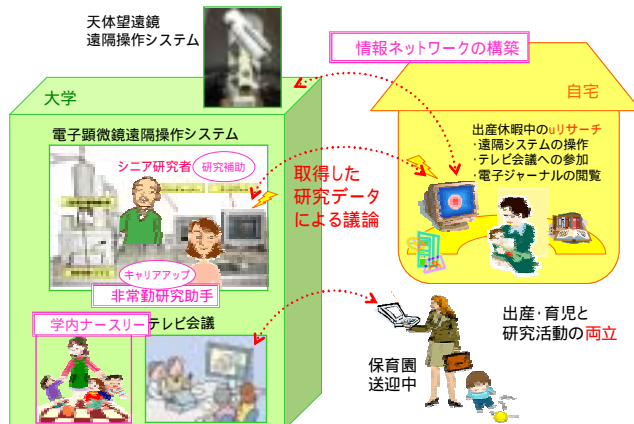 天体望遠鏡
遠隔操作システム
情報ネットワークの構築
大学
自宅
電子顕微鏡遠隔操作システム
シニア研究者
研究補助
キャリアアップ
非常勤研究助手
取得した
研究データ
による議論
出産休暇中のuリサーチ
・遠隔システムの操作
・テレビ会議への参加
・電子ジャーナルの閲覧
学内ナースリー
テレビ会議
保育園
送迎中
出産・育児と
研究活動の両立